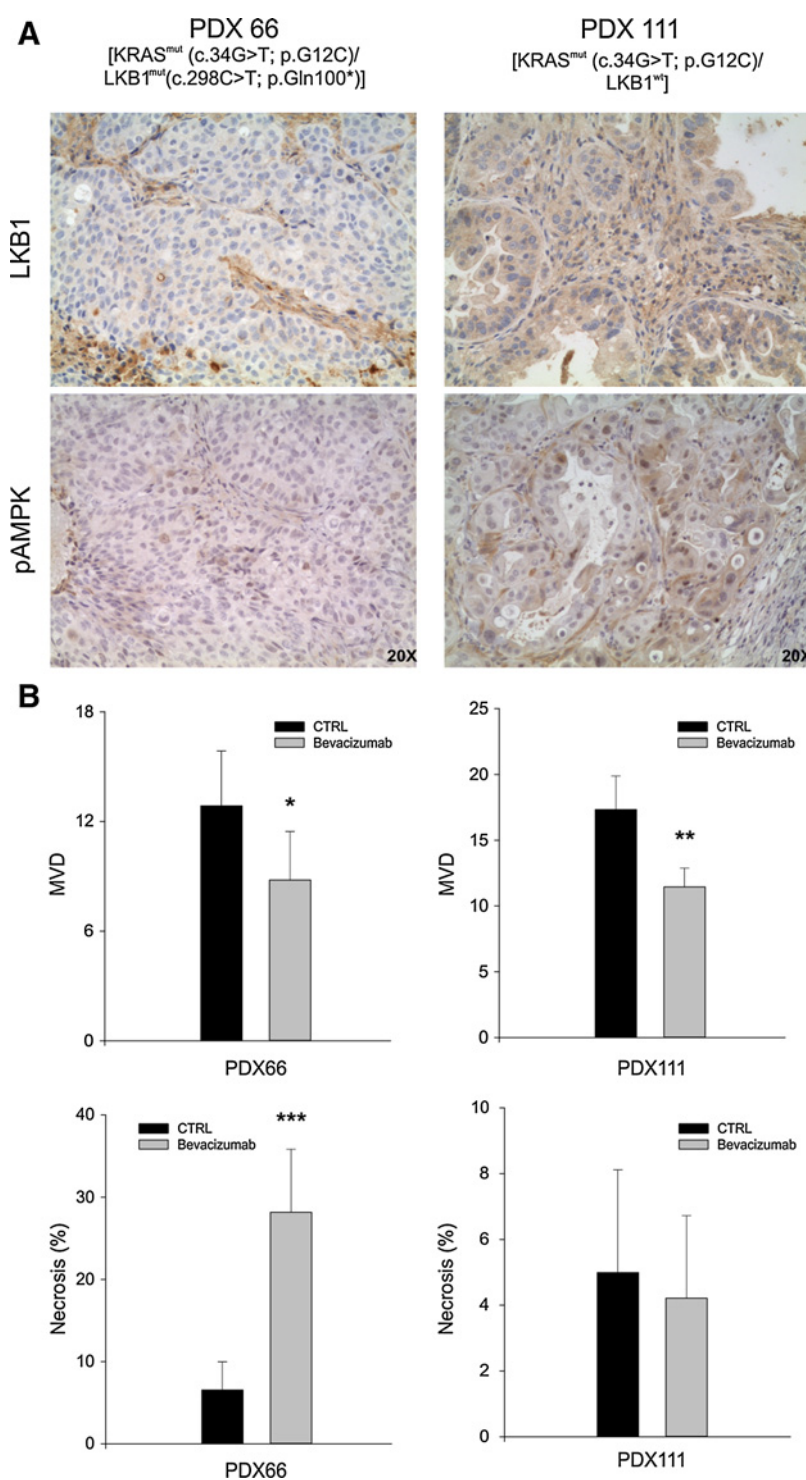 A
PDX 66
[KRASmut (c.34G>T; p.G12C)/
LKB1mut(c.298C>T; p.Gln100*)]
PDX 111
[KRASmut (c.34G>T; p.G12C)/
LKB1wt]
LKB1
pAMPK
20X
20X
B
18
12
6
0
MVD
CTRL
Bevacizumab
*
PDX66
25
20
15
10
5
0
MVD
CTRL
Bevacizumab
**
PDX111
40
30
20
10
0
Necrosis (%)
CTRL
Bevacizumab
***
PDX66
10
8
6
4
2
0
Necrosis (%)
CTRL
Bevacizumab
PDX111